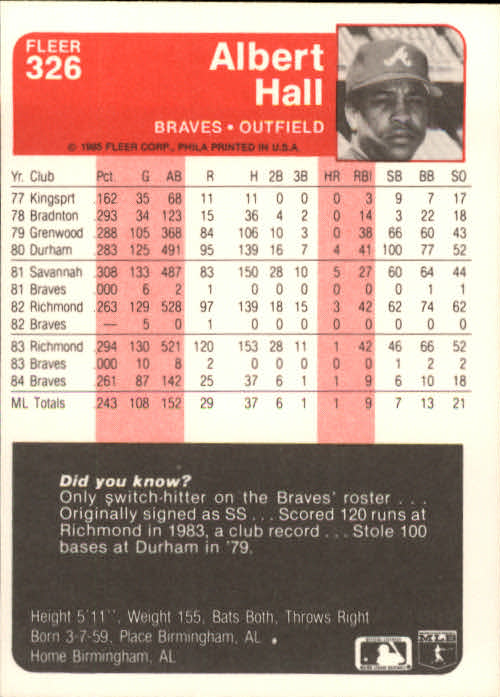 FLEER
326
Albert
Hall
BRAVES • OUTFIELD
© 1985 FLEER CORP., PHILA PRINTED IN U.S.A.
Yr. Club Pct. G AB R H 2B 3B HR RBI SB BB SO
77 Kingsprt .162 35 68 11 11 0 0 0 3 9 7 17
78 Bradnton .293 34 123 15 36 4 2 0 14 3 22 18
79 Grenwood .288 105 368 84 106 10 3 0 38 66 60 43
80 Durham .283 125 491 95 139 16 7 4 41 100 77 52
81 Savannah .308 133 487 83 150 28 10 5 27 60 64 44
81 Braves .000 6 2 1 0 0 0 0 0 0 1 1
82 Richmond .263 129 528 97 139 18 15 3 42 62 74 62
82 Braves — 5 0 1 0 0 0 0 0 0 0 0
83 Richmond .294 130 521 120 153 28 11 1 42 46 66 52
83 Braves .000 10 8 2 0 0 0 0 0 1 2 2
84 Braves .261 87 142 25 37 6 1 1 9 6 10 18
ML Totals .243 108 152 29 37 6 1 1 9 7 13 21
Did you know?
Only switch-hitter on the Braves' roster . . .
Originally signed as SS . . . Scored 120 runs at
Richmond in 1983, a club record . . . Stole 100
bases at Durham in '79.
Height 5'11'', Weight 155, Bats Both, Throws Right
Born 3-7-59, Place Birmingham, AL
Home Birmingham, AL
MLB